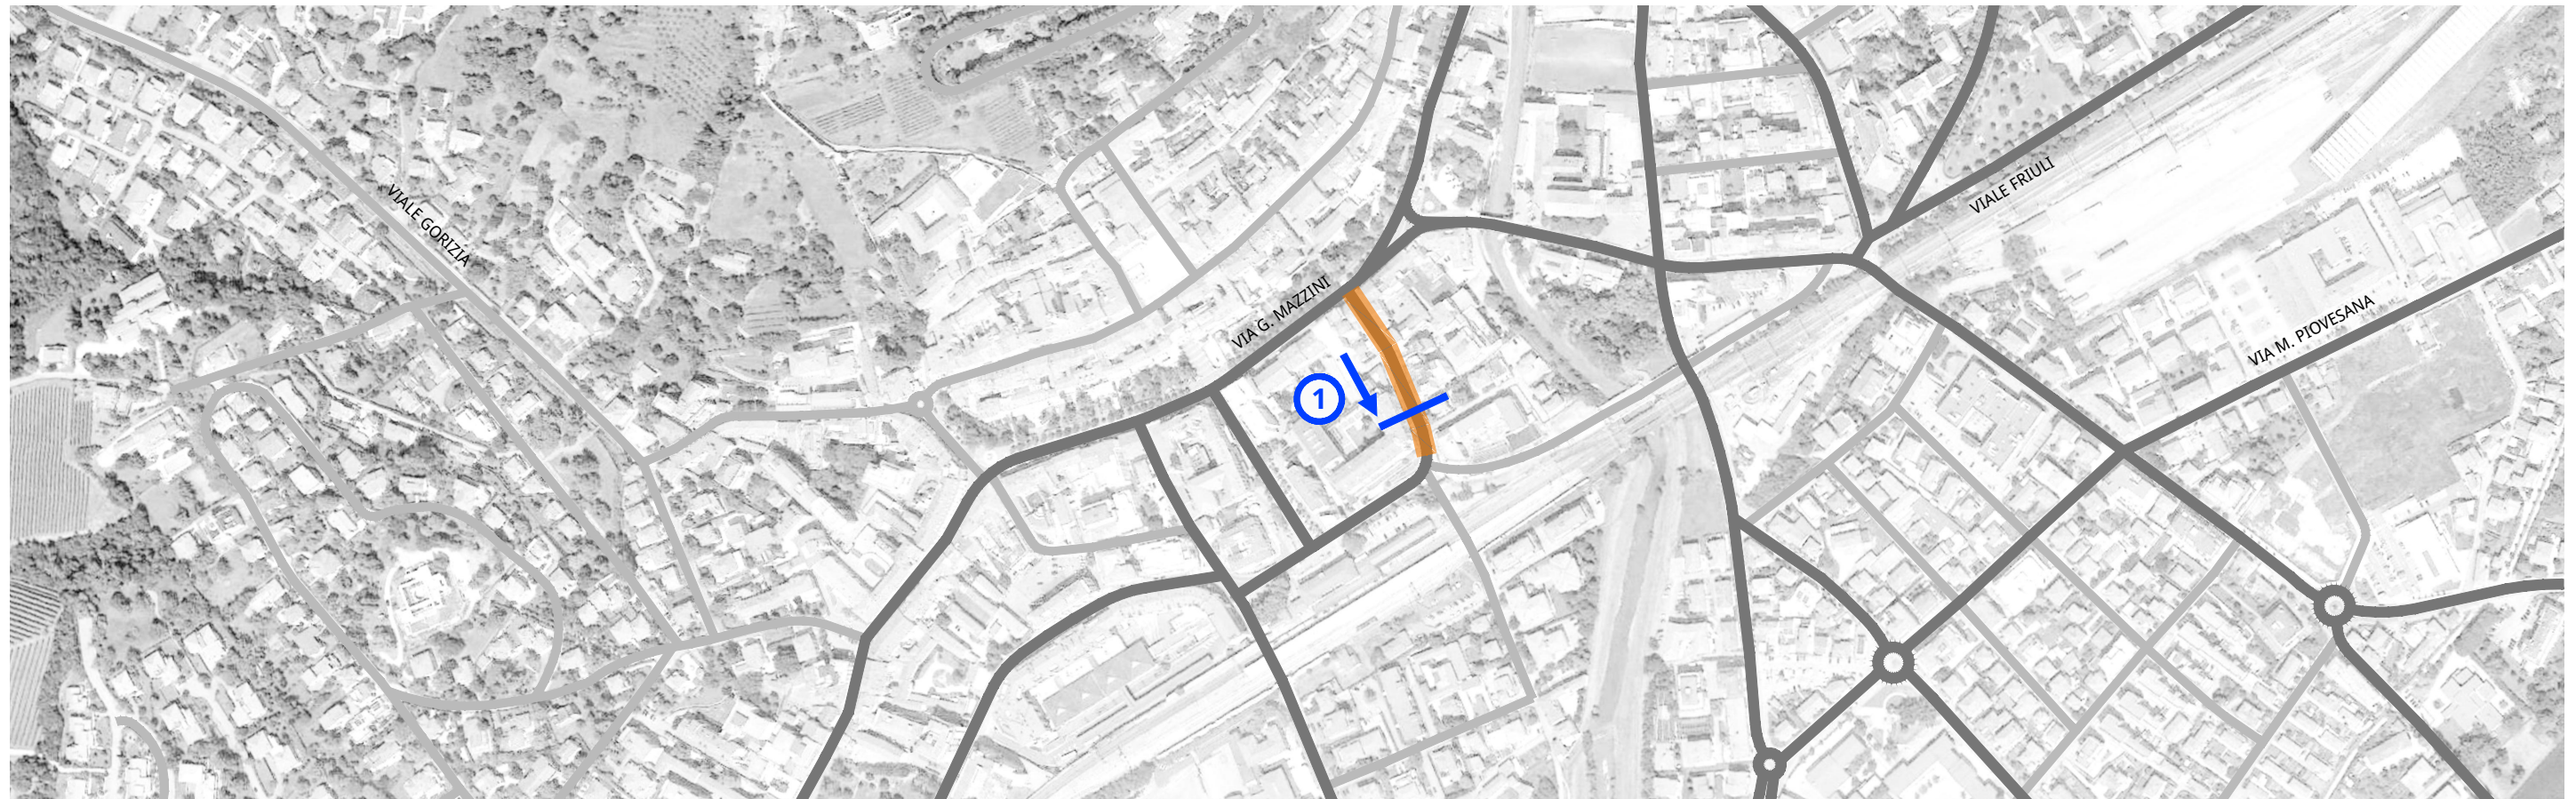 VIALE GORIZIA
VIA G. MAZZINI
1
VIALE FRIULI
VIA M. PIOVESANA